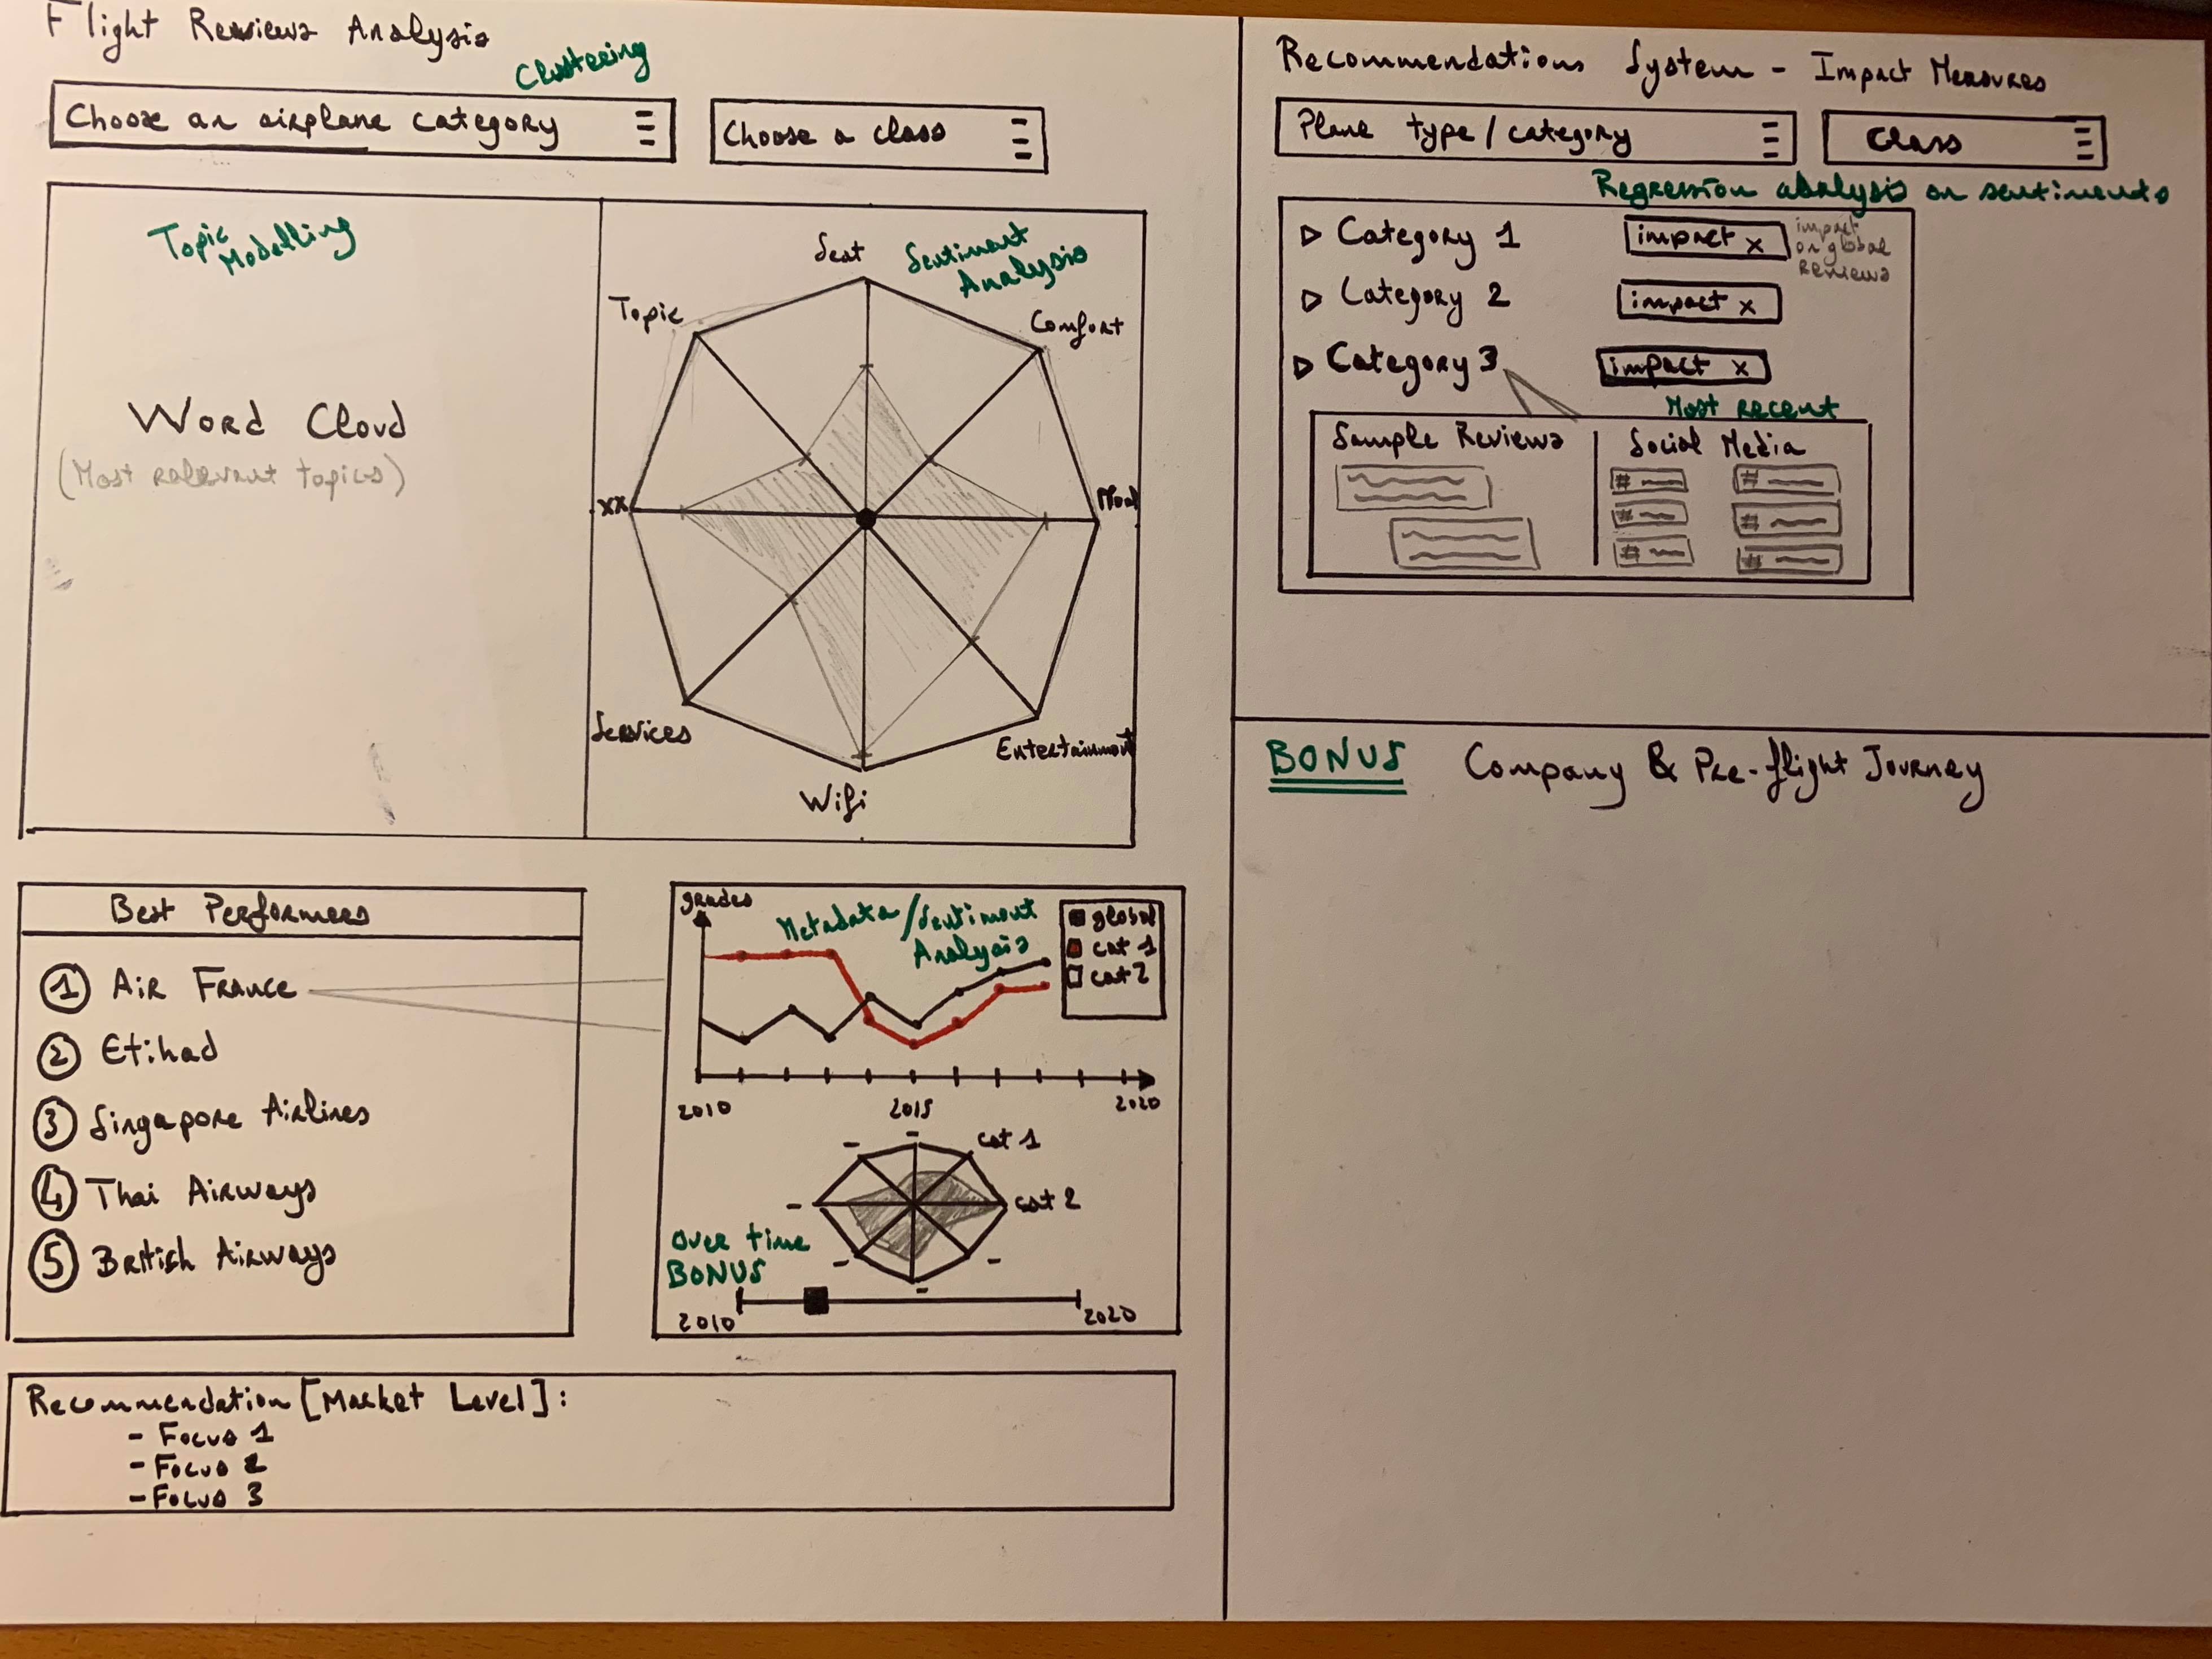 Flight Reviews Analysis
Clustering
Choose an airplane category
Choose a class
Topic
Modelling
Word Cloud
(Most relevant topics)
Sentiment
Analysis
Seat
Comfort
Entertainment
Wifi
Services
xx
Topic
Best Performers
1 Air France
2 Etihad
3 Singapore Airlines
4 Thai Airways
5 British Airways
grades
Metadata/Sentiment
Analysis
global
cat 1
cat 2
2010 2015 2020
cat 1
cat 2
Over time
BONUS
2010 2020
Recommendation [Market Level]:
- Focus 1
- Focus 2
- Focus 3
Recommendations System - Impact Measures
Plane type/category
Class
Regression analysis on sentiments
Category 1 impact x
impact
on global
reviews
Category 2 impact x
Category 3 impact x
Most recent
Sample Reviews
Social Media
# #
# #
# #
BONUS Company & Pre-flight Journey